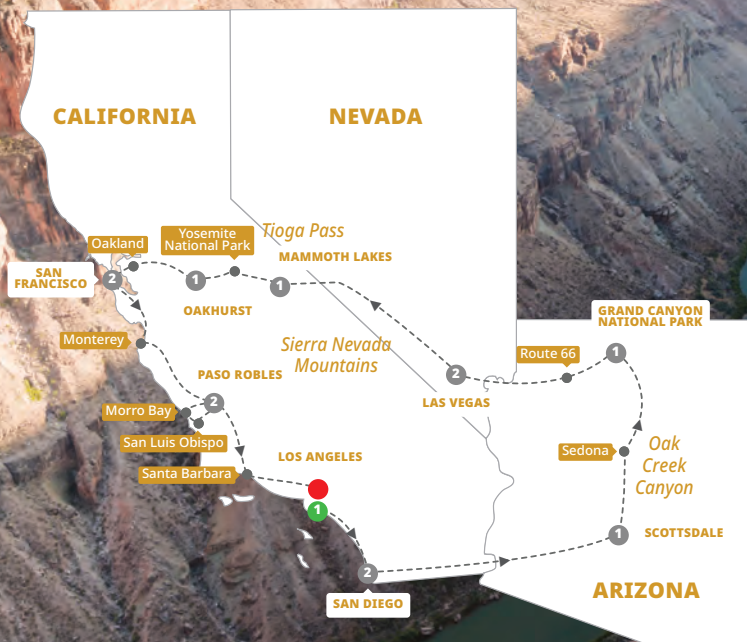 CALIFORNIA
NEVADA
Tioga Pass
Yosemite
National Park
Oakland
MAMMOTH LAKES
SAN
FRANCISCO
2
1
1
OAKHURST
GRAND CANYON
NATIONAL PARK
Monterey
Sierra Nevada
Mountains
Route 66
1
PASO ROBLES
2
LAS VEGAS
2
Morro Bay
San Luis Obispo
Santa Barbara
LOS ANGELES
Sedona
Oak
Creek
Canyon
1
1
SCOTTSDALE
2
SAN DIEGO
ARIZONA